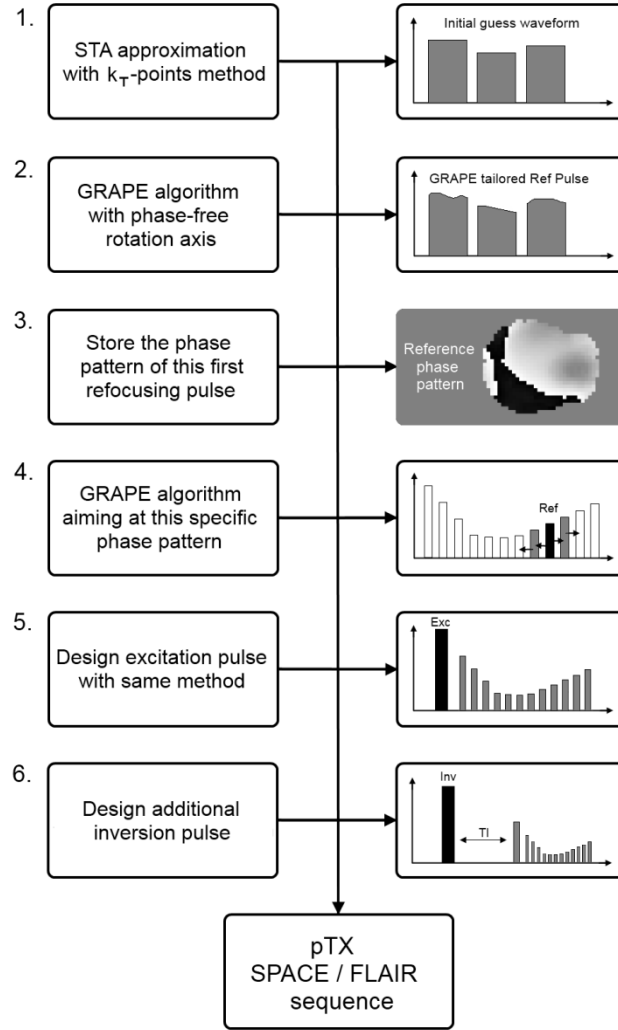 1.
STA approximation
with kT-points method
Initial guess waveform
2.
GRAPE algorithm
with phase-free
rotation axis
GRAPE tailored Ref Pulse
3.
Store the phase
pattern of this first
refocusing pulse
Reference
phase
pattern
4.
GRAPE algorithm
aiming at this specific
phase pattern
Ref
5.
Design excitation pulse
with same method
Exc
6.
Design additional
inversion pulse
Inv
TI
pTX
SPACE / FLAIR
sequence